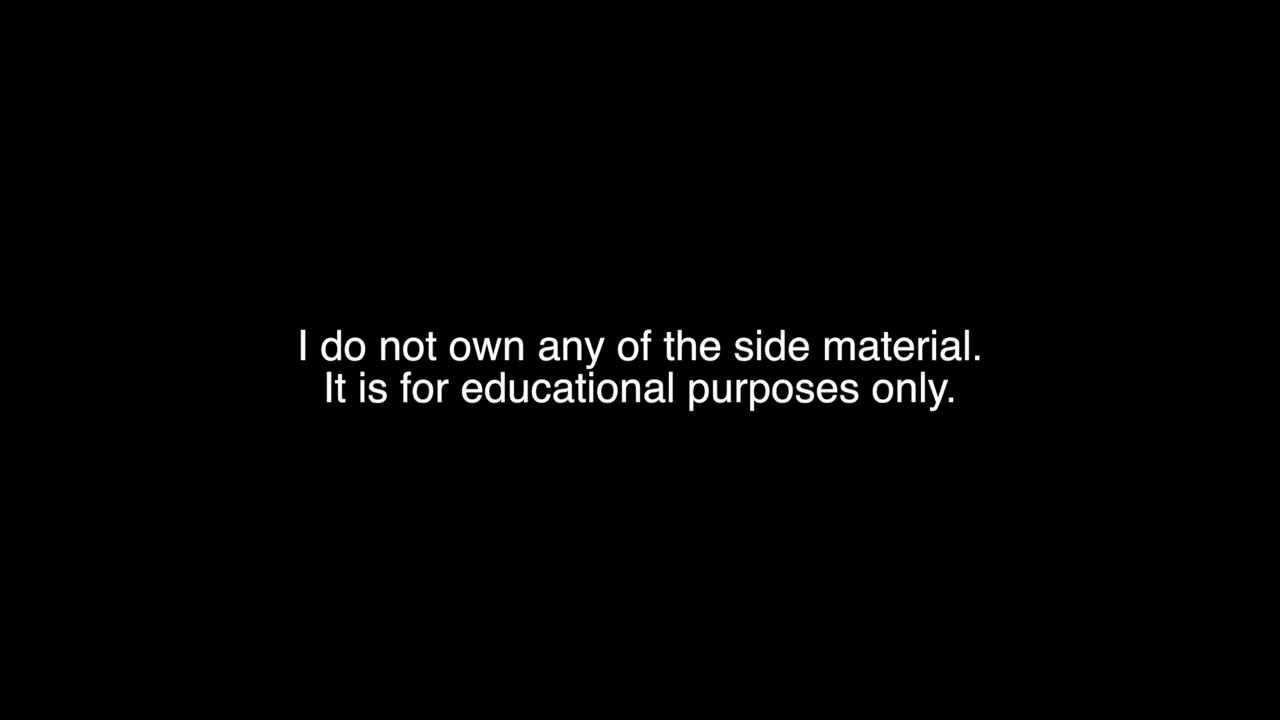 I do not own any of the side material.
It is for educational purposes only.